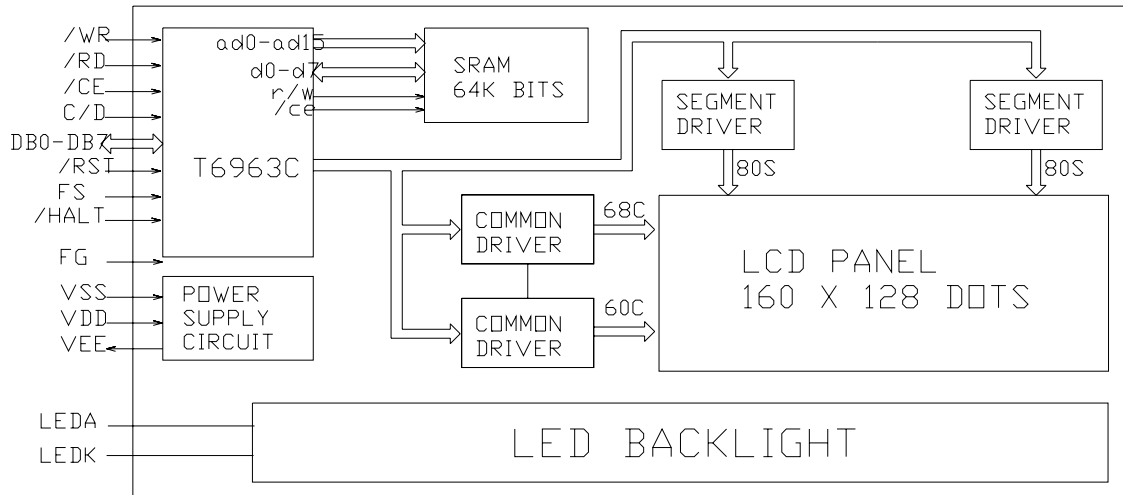 /WR
/RD
/CE
C/D
DB0-DB7
/RST
FS
/HALT
FG
VSS
VDD
VEE
LEDA
LEDK
ad0-ad15
d0-d7
r/w
/ce
T6963C
SRAM
64K BITS
SEGMENT
DRIVER
SEGMENT
DRIVER
80S
80S
COMMON
DRIVER
68C
COMMON
DRIVER
60C
LCD PANEL
160 X 128 DOTS
POWER
SUPPLY
CIRCUIT
LED BACKLIGHT